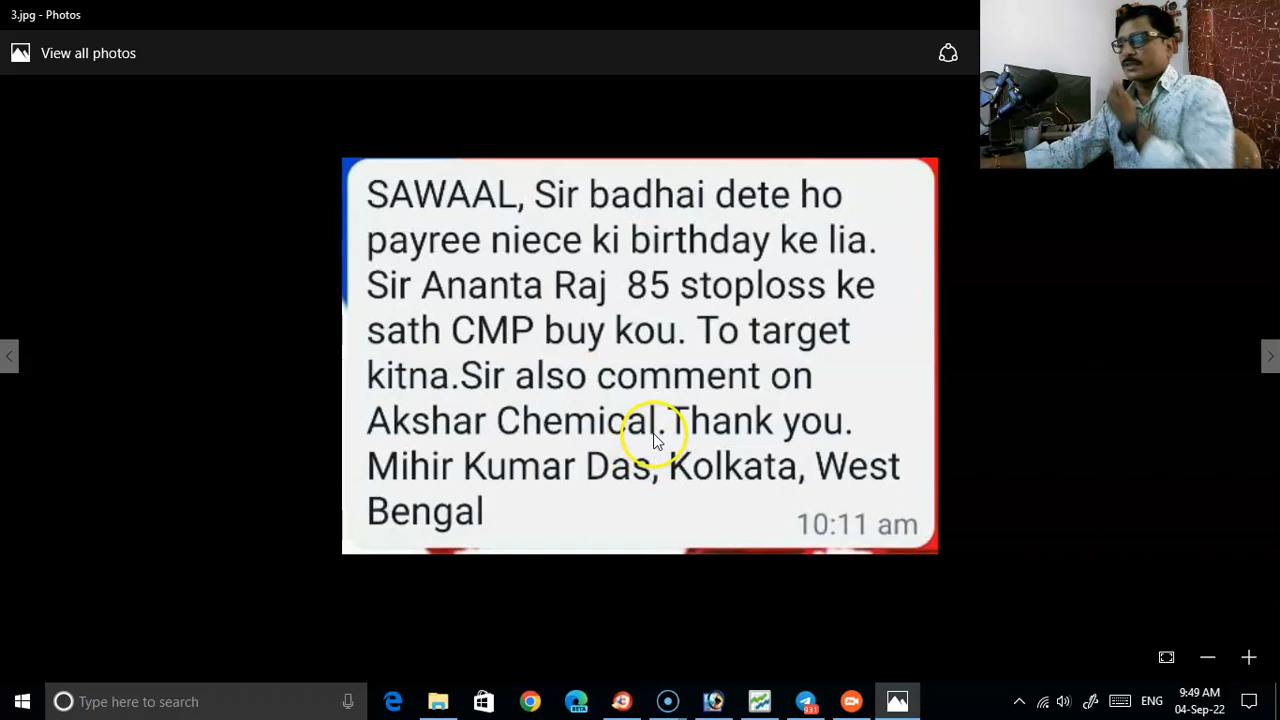 3.jpg - Photos
View all photos
SAWAAL, Sir badhai dete ho
payree niece ki birthday ke lia.
Sir Ananta Raj  85 stoploss ke
sath CMP buy kou. To target
kitna.Sir also comment on
Akshar Chemical.Thank you.
Mihir Kumar Das, Kolkata, West
Bengal
10:11 am
Type here to search
BETA
931
ENG
9:49 AM
04-Sep-22